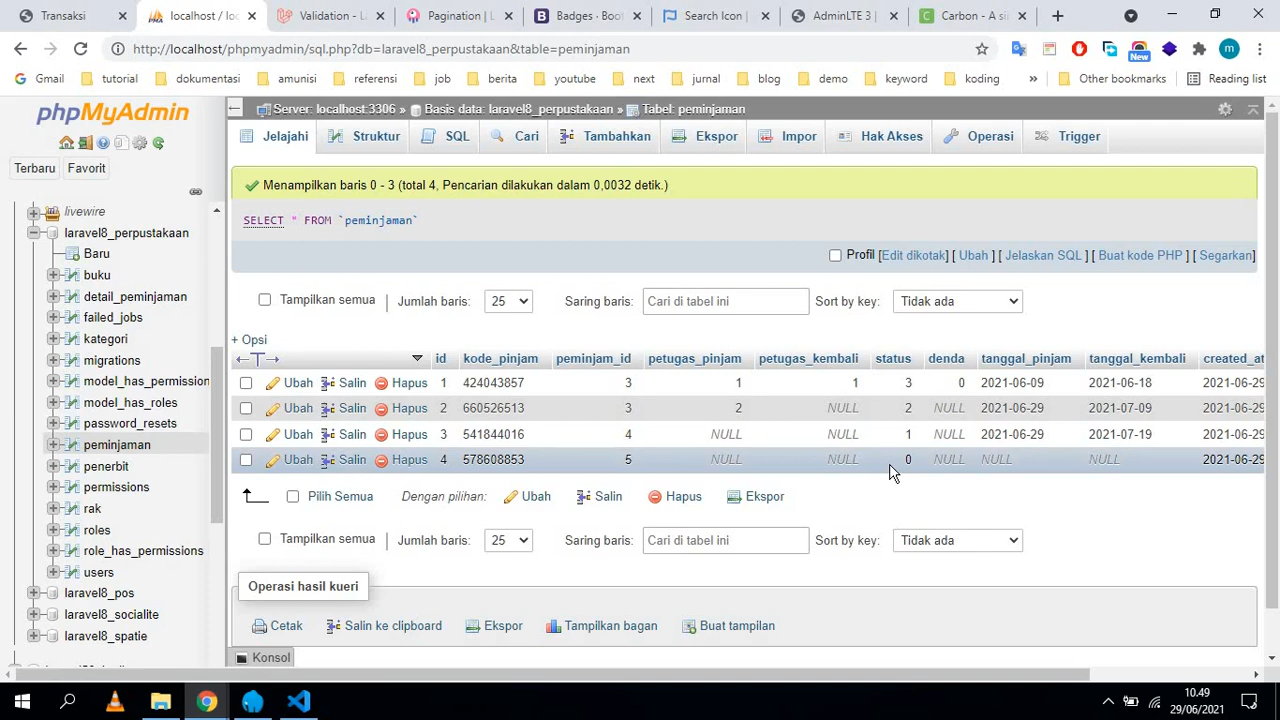 Transaksi
localhost / loc
Validation - L
Pagination | L
Badges · Boot
Search Icon |
AdminLTE 3 |
Carbon - A si
http://localhost/phpmyadmin/sql.php?db=laravel8_perpustakaan&table=peminjaman
New
m
Gmail tutorial dokumentasi amunisi referensi job berita youtube next jurnal blog demo keyword koding » Other bookmarks Reading list
phpMyAdmin
Terbaru Favorit
livewire
laravel8_perpustakaan
Baru
buku
detail_peminjaman
failed_jobs
kategori
migrations
model_has_permission
model_has_roles
password_resets
peminjaman
penerbit
permissions
rak
roles
role_has_permissions
users
laravel8_pos
laravel8_socialite
laravel8_spatie
Server: localhost:3306 » Basis data: laravel8_perpustakaan » Tabel: peminjaman
Jelajahi Struktur SQL Cari Tambahkan Ekspor Impor Hak Akses Operasi Trigger
Menampilkan baris 0 - 3 (total 4, Pencarian dilakukan dalam 0,0032 detik.)
SELECT * FROM `peminjaman`
Profil [Edit dikotak] [ Ubah ] [ Jelaskan SQL ] [ Buat kode PHP ] [ Segarkan]
Tampilkan semua | Jumlah baris: 25 Saring baris: Cari di tabel ini Sort by key: Tidak ada
+ Opsi
←T→ id kode_pinjam peminjam_id petugas_pinjam petugas_kembali status denda tanggal_pinjam tanggal_kembali created_at
Ubah Salin Hapus 1 424043857 3 1 1 3 0 2021-06-09 2021-06-18 2021-06-29
Ubah Salin Hapus 2 660526513 3 2 NULL 2 NULL 2021-06-29 2021-07-09 2021-06-29
Ubah Salin Hapus 3 541844016 4 NULL NULL 1 NULL 2021-06-29 2021-07-19 2021-06-29
Ubah Salin Hapus 4 578608853 5 NULL NULL 0 NULL NULL NULL 2021-06-29
Pilih Semua Dengan pilihan: Ubah Salin Hapus Ekspor
Tampilkan semua | Jumlah baris: 25 Saring baris: Cari di tabel ini Sort by key: Tidak ada
Operasi hasil kueri
Cetak Salin ke clipboard Ekspor Tampilkan bagan Buat tampilan
Konsol
10.49
29/06/2021